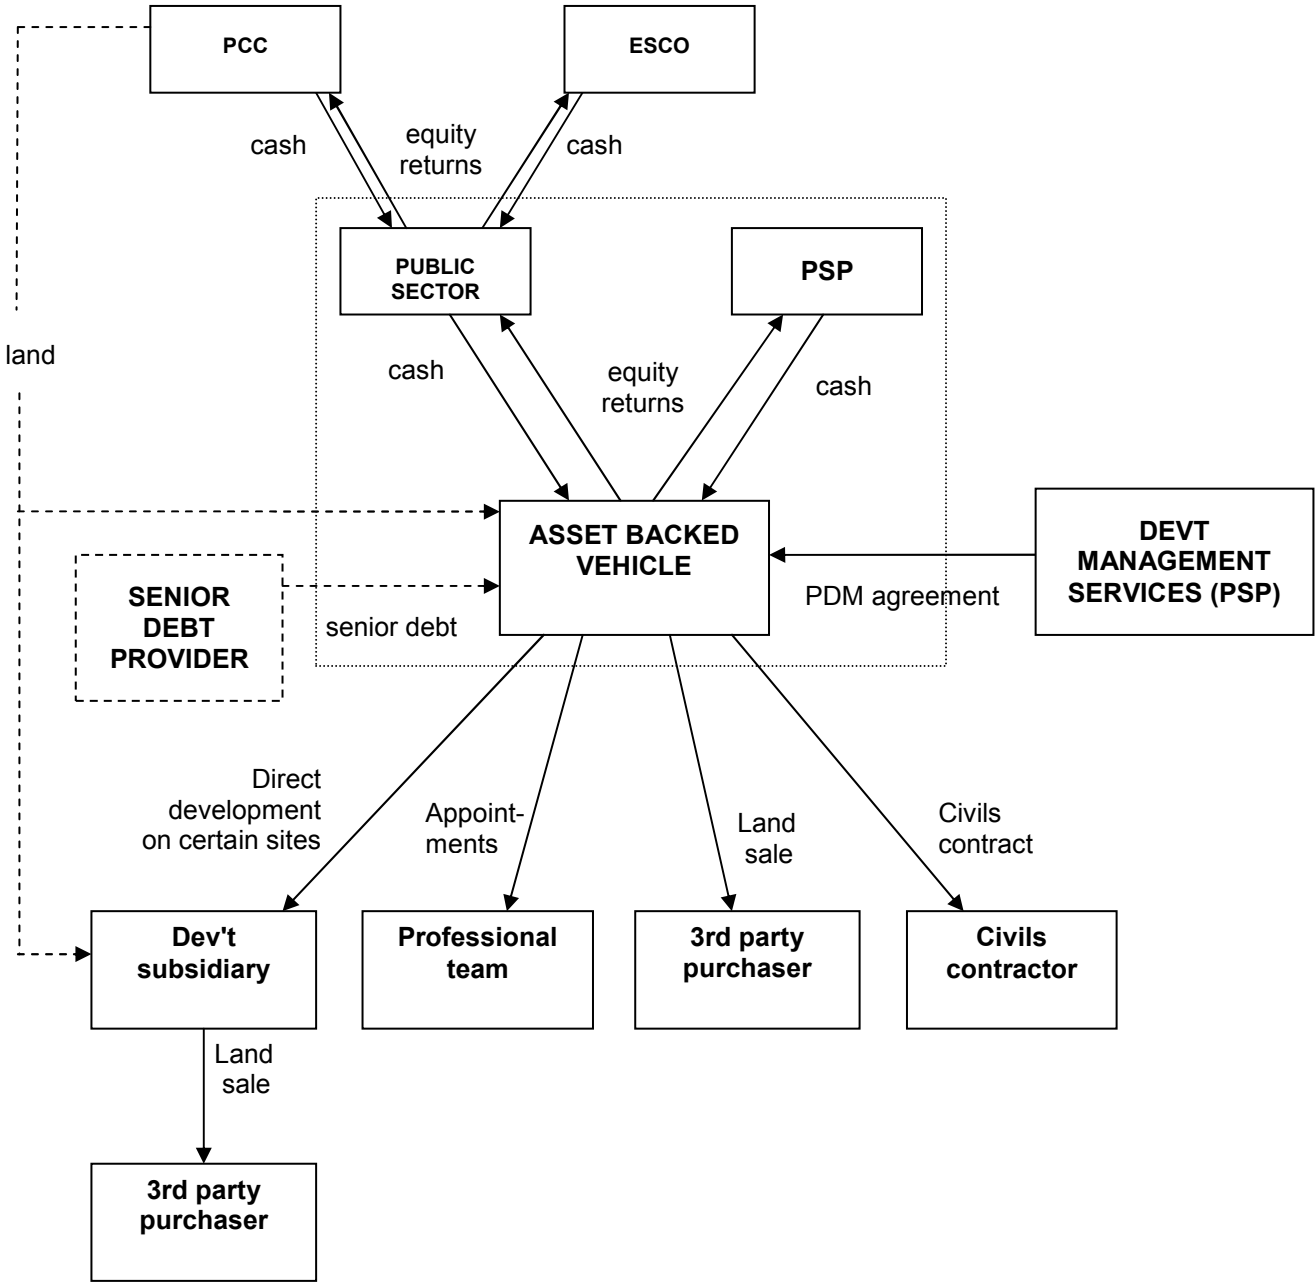 PCC
ESCO
cash
equity
returns
cash
PUBLIC
SECTOR
PSP
land
cash
equity
returns
cash
ASSET BACKED
VEHICLE
DEVT
MANAGEMENT
SERVICES (PSP)
SENIOR
DEBT
PROVIDER
senior debt
PDM agreement
Direct
development
on certain sites
Appoint-
ments
Land
sale
Civils
contract
Dev't
subsidiary
Professional
team
3rd party
purchaser
Civils
contractor
Land
sale
3rd party
purchaser